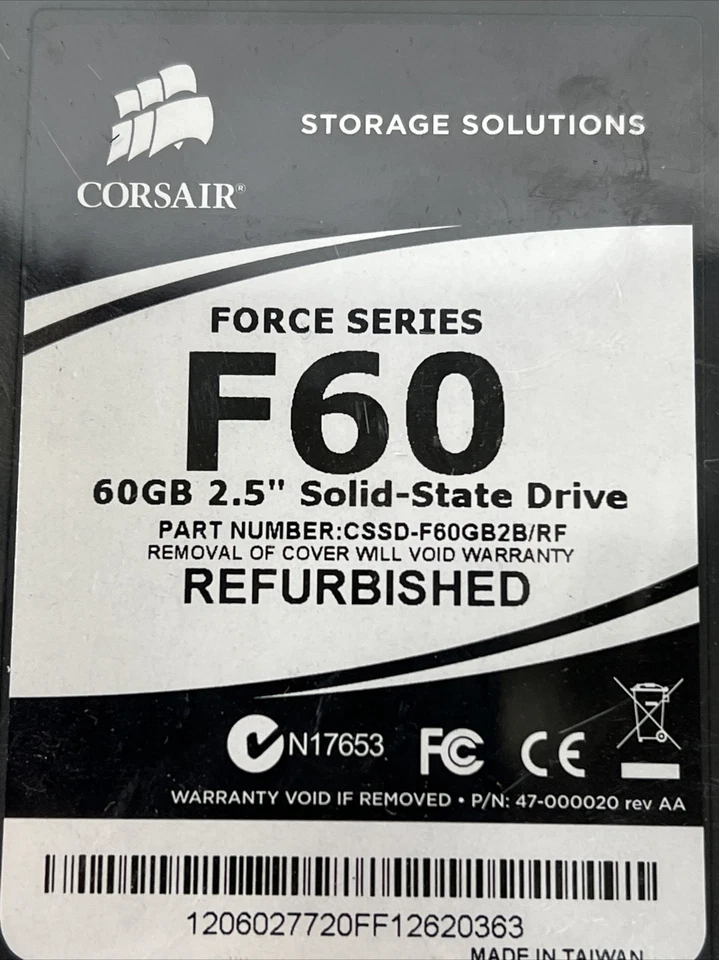 STORAGE SOLUTIONS
CORSAIR®
FORCE SERIES
F60
60GB 2.5" Solid-State Drive
PART NUMBER:CSSD-F60GB2B/RF
REMOVAL OF COVER WILL VOID WARRANTY
REFURBISHED
N17653 FC CE
WARRANTY VOID IF REMOVED • P/N: 47-000020 rev AA
1206027720FF12620363
MADE IN TAIWAN